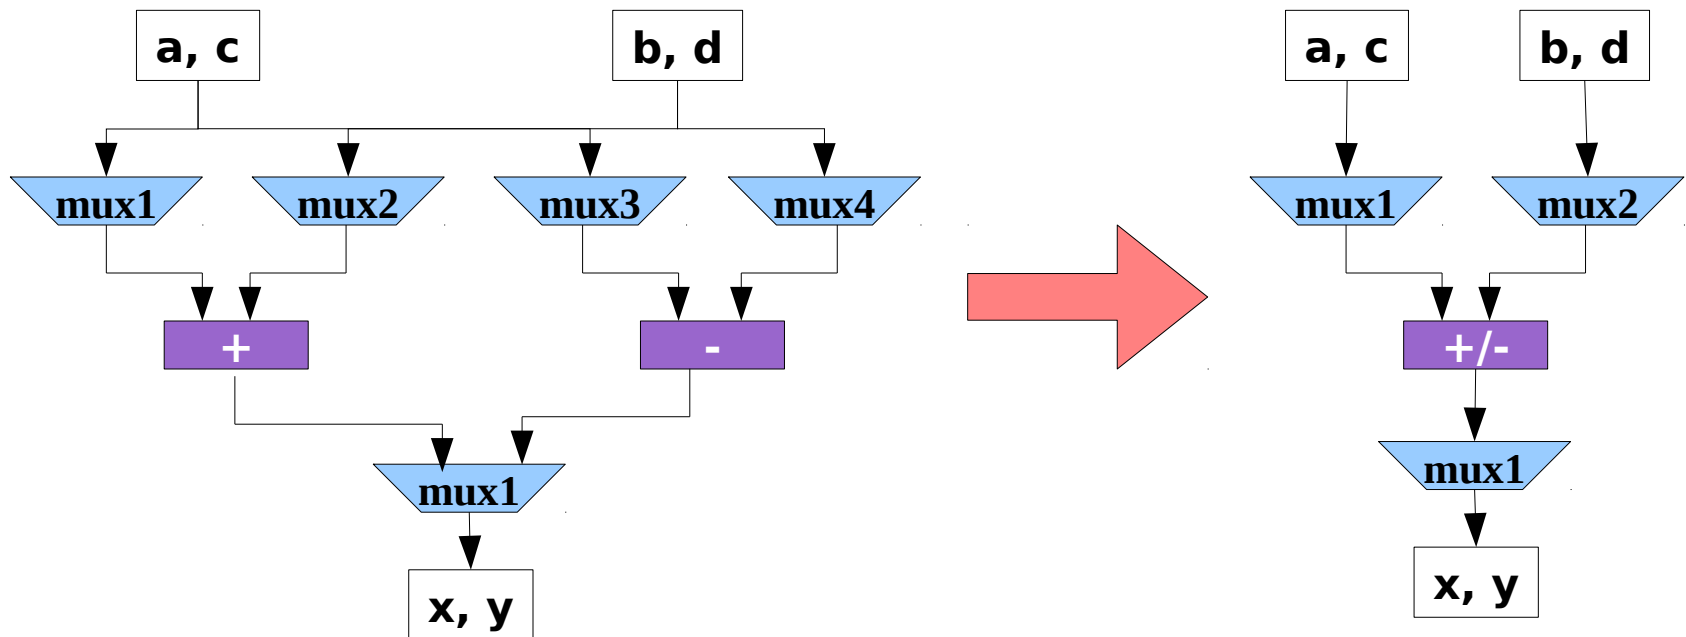 a, c
b, d
mux1
mux2
mux3
mux4
+
-
mux1
x, y
a, c
b, d
mux1
mux2
+/-
mux1
x, y